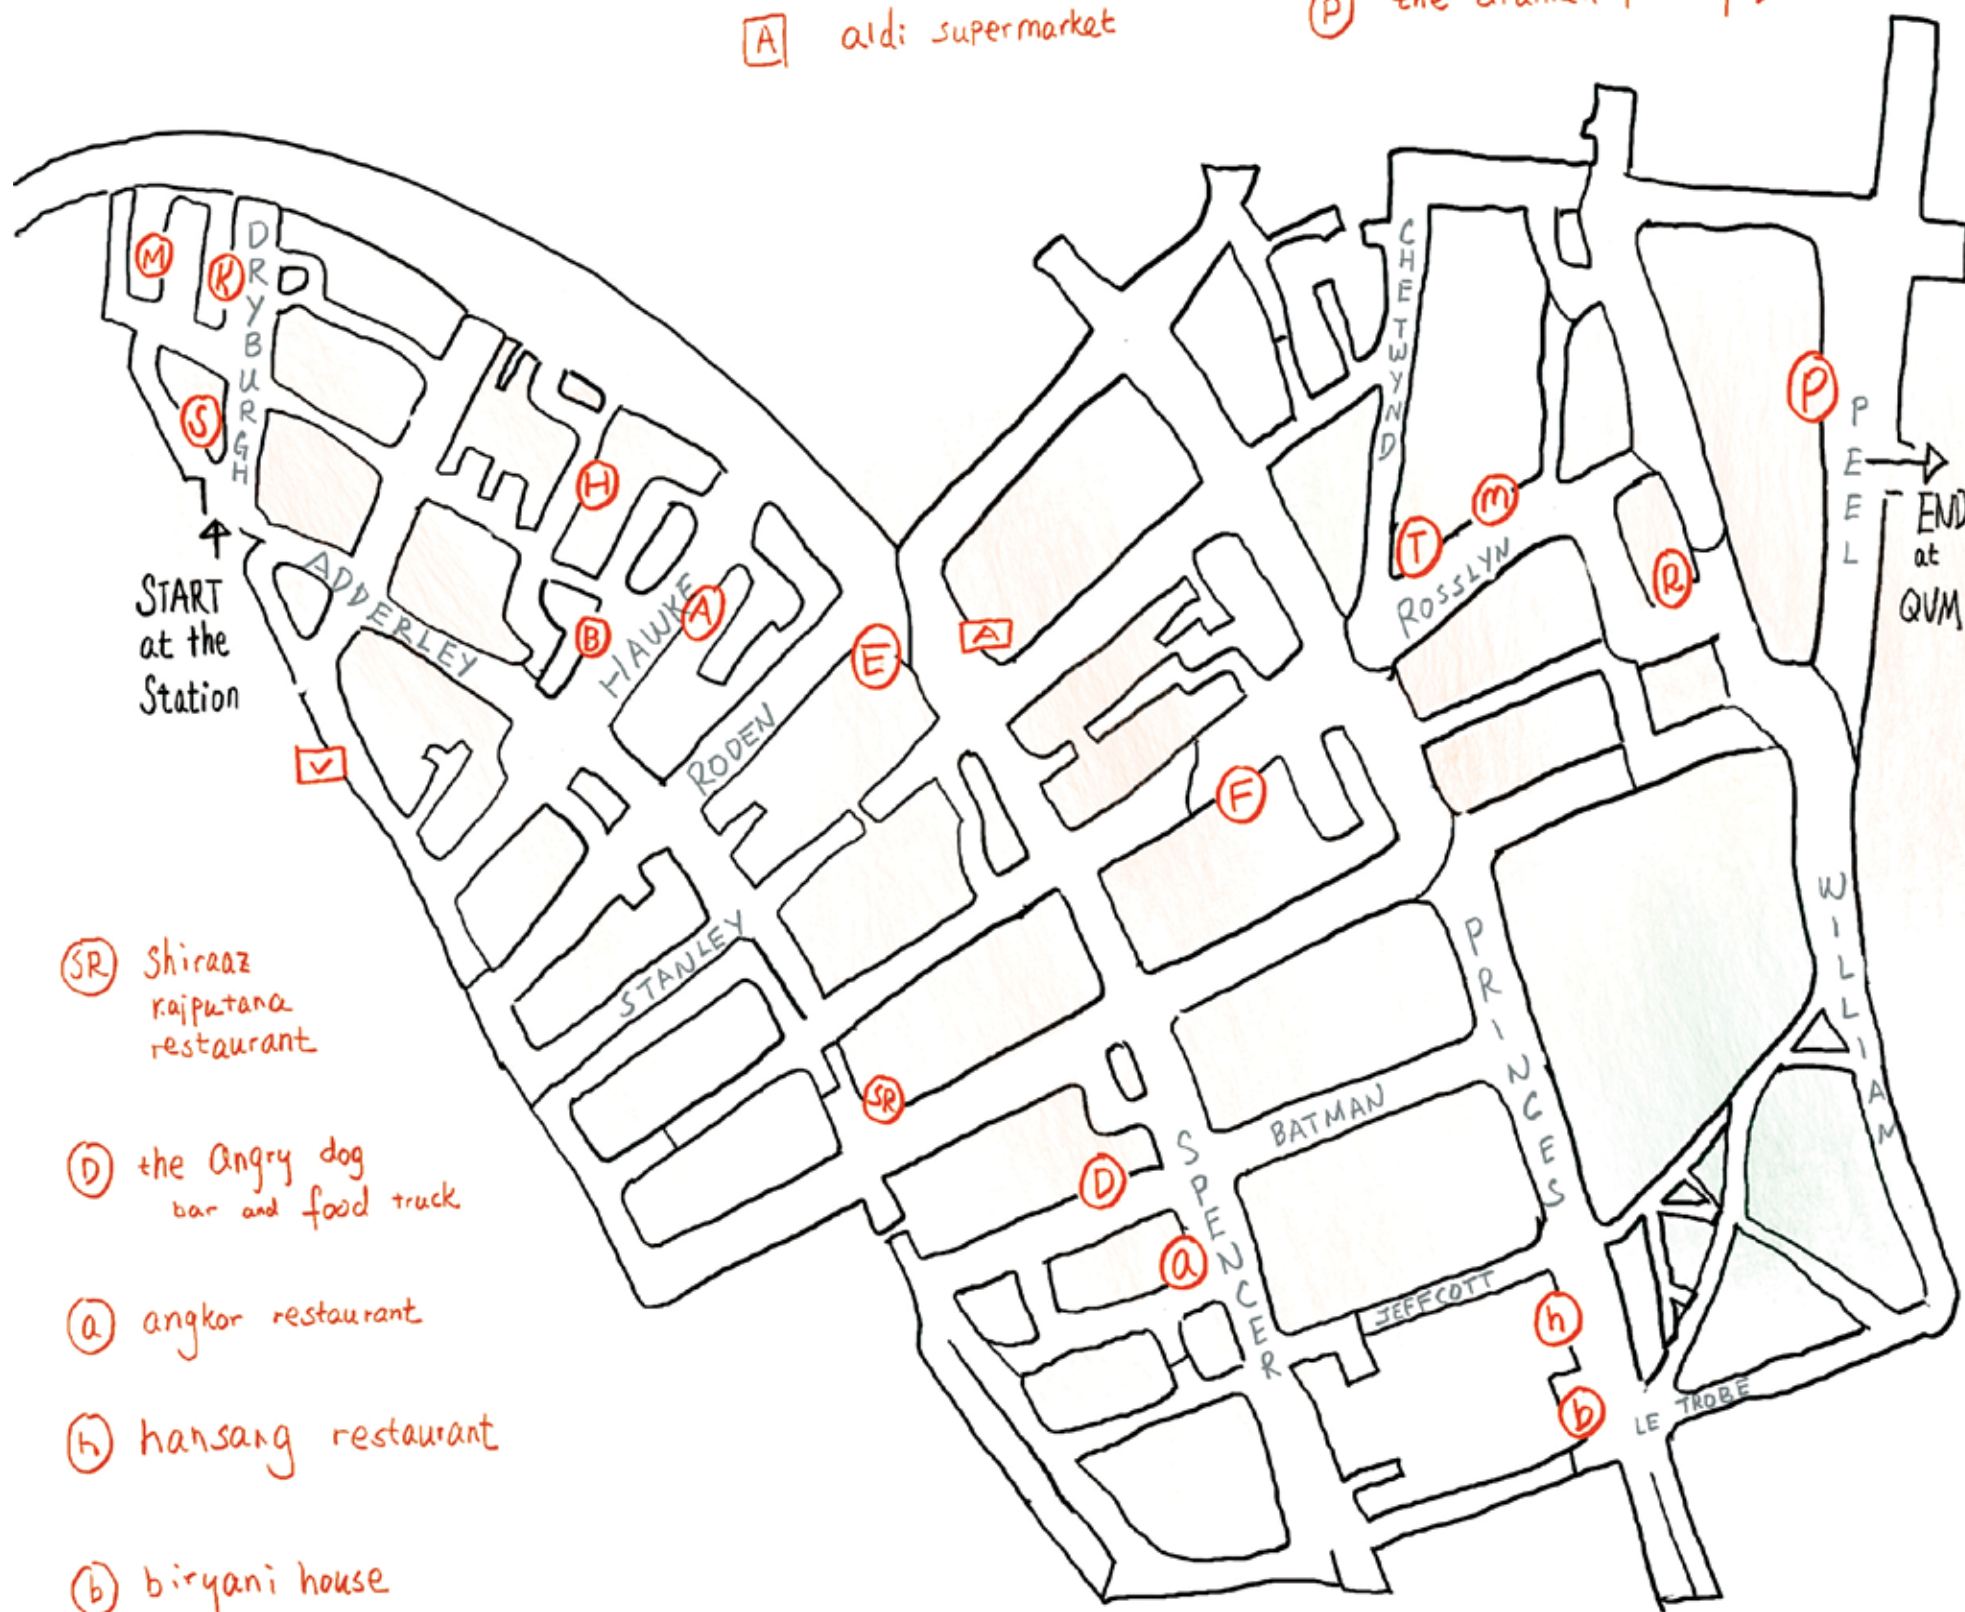 A aldi supermarket
P the
M
K
DRYBURGH
S
START
at the
Station
ADDERLEY
V
H
B
HAWKE
A
RODEN
E
A
STANLEY
CHETWYND
T
m
ROSSLYN
R
P
PEEL
END
at
QVM
F
SR
D
a
SPENCER
BATMAN
PRINCES
WILLIAM
JEFFCOTT
h
b
LE TROBE
SR Shiraaz
rajputana
restaurant
D the angry dog
bar and food truck
a angkor restaurant
h hansang restaurant
b biryani house